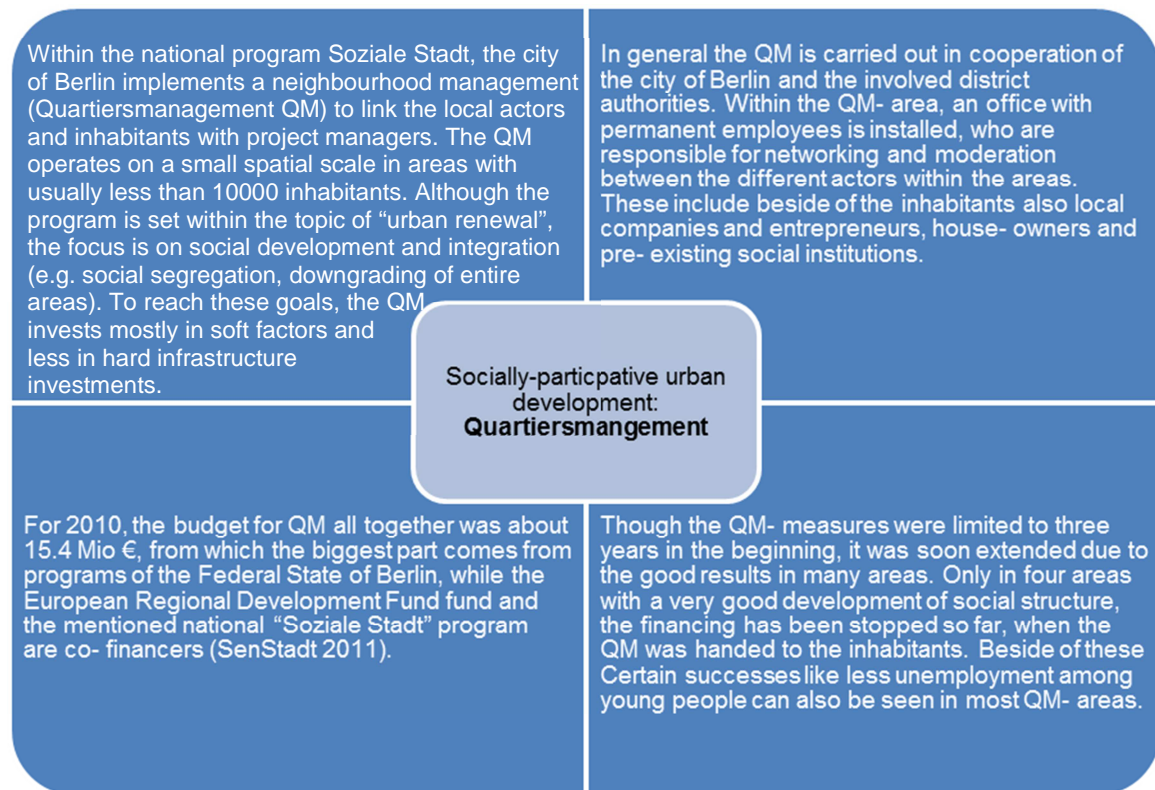 Within the national program Soziale Stadt, the city
of Berlin implements a neighbourhood management
(Quartiersmanagement QM) to link the local actors
and inhabitants with project managers. The QM
operates on a small spatial scale in areas with
usually less than 10000 inhabitants. Although the
program is set within the topic of “urban renewal”,
the focus is on social development and integration
(e.g. social segregation, downgrading of entire
areas). To reach these goals, the QM
invests mostly in soft factors and
less in hard infrastructure
investments.
In general the QM is carried out in cooperation of
the city of Berlin and the involved district
authorities. Within the QM- area, an office with
permanent employees is installed, who are
responsible for networking and moderation
between the different actors within the areas.
These include beside of the inhabitants also local
companies and entrepreneurs, house- owners and
pre- existing social institutions.
Socially-particpative urban
development:
Quartiersmangement
For 2010, the budget for QM all together was about
15.4 Mio €, from which the biggest part comes from
programs of the Federal State of Berlin, while the
European Regional Development Fund fund and
the mentioned national “Soziale Stadt” program
are co- financers (SenStadt 2011).
Though the QM- measures were limited to three
years in the beginning, it was soon extended due to
the good results in many areas. Only in four areas
with a very good development of social structure,
the financing has been stopped so far, when the
QM was handed to the inhabitants. Beside of these
Certain successes like less unemployment among
young people can also be seen in most QM- areas.